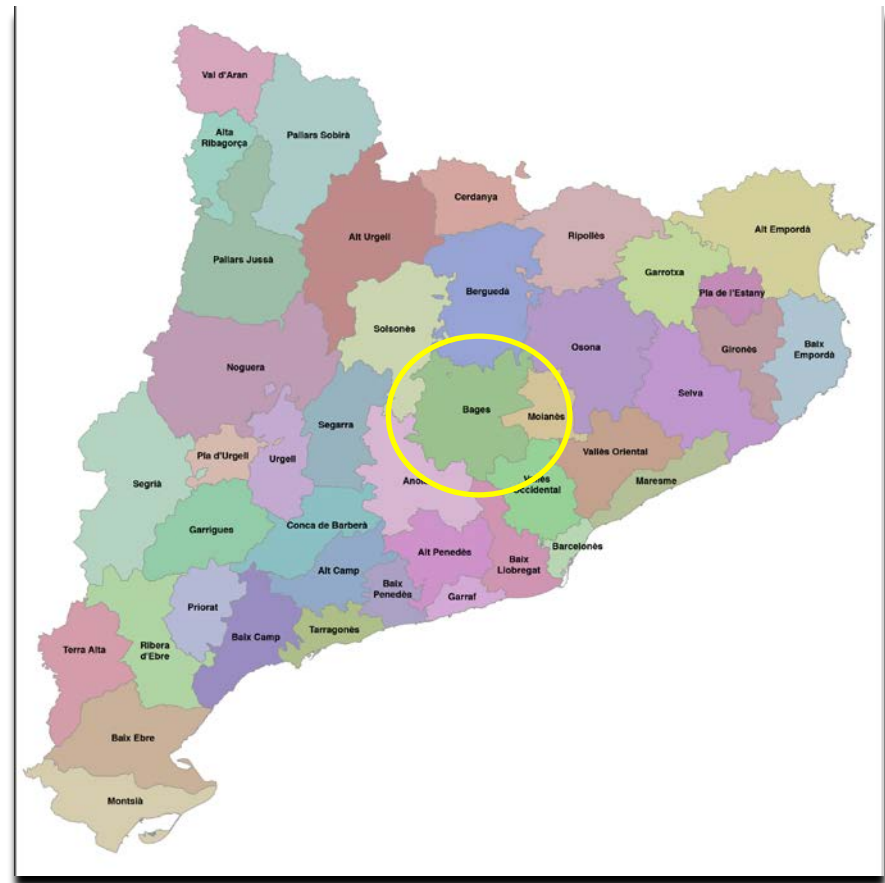 Val d'Aran
Alta
Ribagorça
Pallars Sobirà
Cerdanya
Alt Urgell
Ripollès
Alt Empordà
Pallars Jussà
Garrotxa
Berguedà
Pla de l'Estany
Solsonès
Osona
Gironès
Baix
Empordà
Noguera
Selva
Bages
Moianès
Segarra
Pla d'Urgell
Urgell
Vallès Oriental
Segrià
Vallès
Occidental
Maresme
Garrigues
Conca de Barberà
Barcelonès
Alt Penedès
Baix
Llobregat
Alt Camp
Baix
Penedès
Garraf
Priorat
Tarragonès
Baix Camp
Terra Alta
Ribera
d'Ebre
Baix Ebre
Montsià